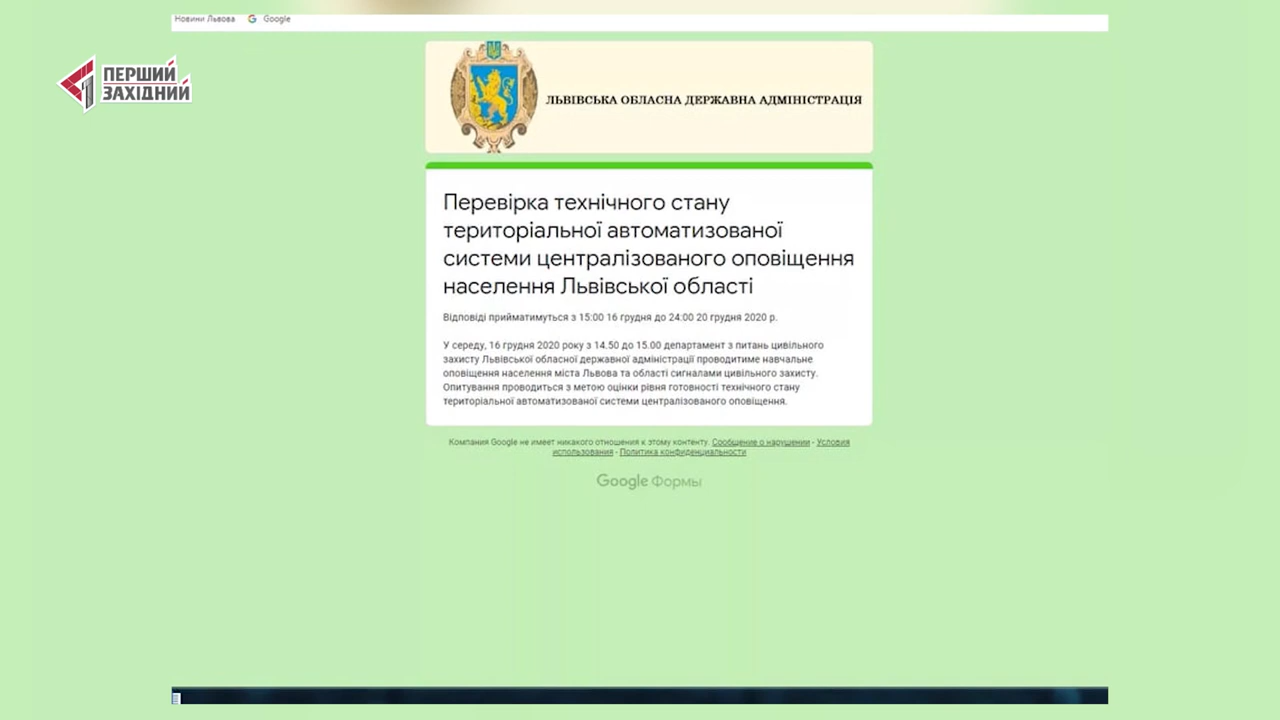 Новини Львова Google
ПЕРШИЙ
ЗАХІДНИЙ
ЛЬВІВСЬКА ОБЛАСНА ДЕРЖАВНА АДМІНІСТРАЦІЯ
Перевірка технічного стану
територіальної автоматизованої
системи централізованого оповіщення
населення Львівської області
Відповіді прийматимуться з 15:00 16 грудня до 24:00 20 грудня 2020 р.
У середу, 16 грудня 2020 року з 14.50 до 15.00 департамент з питань цивільного
захисту Львівської обласної державної адміністрації проводитиме навчальне
оповіщення населення міста Львова та області сигналами цивільного захисту.
Опитування проводиться з метою оцінки рівня готовності технічного стану
територіальної автоматизованої системи централізованого оповіщення.
Компания Google не имеет никакого отношения к этому контенту. Сообщение о нарушении - Условия
использования - Политика конфиденциальности
Google Формы